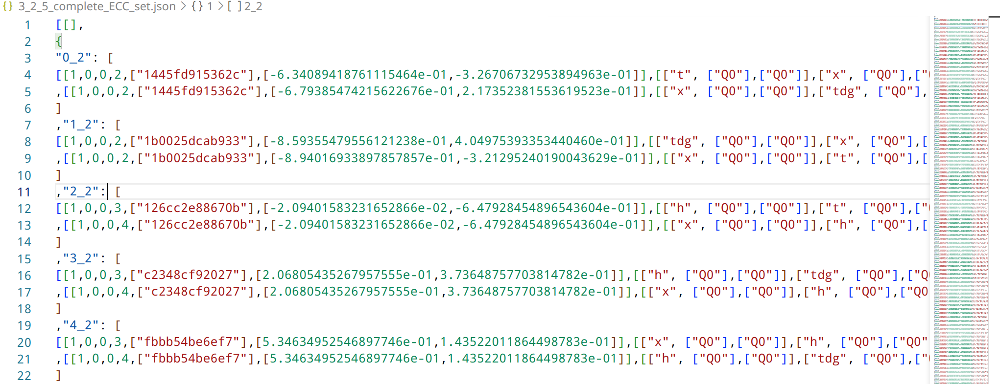 {} 3_2_5_complete_ECC_set.json > {} 1 > [ ] 2_2
1 [[],
2 {
3 "0_2": [
4 [[1,0,0,2,["1445fd915362c"],[-6.34089418761115464e-01,-3.26706732953894963e-01]],[["t", ["Q0"],["Q0"]],["x", ["Q0"],["
5 ,[[1,0,0,2,["1445fd915362c"],[-6.79385474215622676e-01,2.17352381553619523e-01]],[["x", ["Q0"],["Q0"]],["tdg", ["Q0"],
6 ]
7 ,"1_2": [
8 [[1,0,0,2,["1b0025dcab933"],[-8.59355479556121238e-01,4.04975393353440460e-01]],[["tdg", ["Q0"],["Q0"]],["x", ["Q0"],[
9 ,[[1,0,0,2,["1b0025dcab933"],[-8.94016933897857857e-01,-3.21295240190043629e-01]],[["x", ["Q0"],["Q0"]],["t", ["Q0"],[
10 ]
11 ,"2_2": [
12 [[1,0,0,3,["126cc2e88670b"],[-2.09401583231652866e-02,-6.47928454896543604e-01]],[["h", ["Q0"],["Q0"]],["t", ["Q0"],["
13 ,[[1,0,0,4,["126cc2e88670b"],[-2.09401583231652866e-02,-6.47928454896543604e-01]],[["x", ["Q0"],["Q0"]],["h", ["Q0"],[
14 ]
15 ,"3_2": [
16 [[1,0,0,3,["c2348cf92027"],[2.06805435267957555e-01,3.73648757703814782e-01]],[["h", ["Q0"],["Q0"]],["tdg", ["Q0"],["Q
17 ,[[1,0,0,4,["c2348cf92027"],[2.06805435267957555e-01,3.73648757703814782e-01]],[["x", ["Q0"],["Q0"]],["h", ["Q0"],["Q0
18 ]
19 ,"4_2": [
20 [[1,0,0,3,["fbbb54be6ef7"],[5.34634952546897746e-01,1.43522011864498783e-01]],[["x", ["Q0"],["Q0"]],["h", ["Q0"],["Q0"
21 ,[[1,0,0,4,["fbbb54be6ef7"],[5.34634952546897746e-01,1.43522011864498783e-01]],[["h", ["Q0"],["Q0"]],["tdg", ["Q0"],["
22 ]